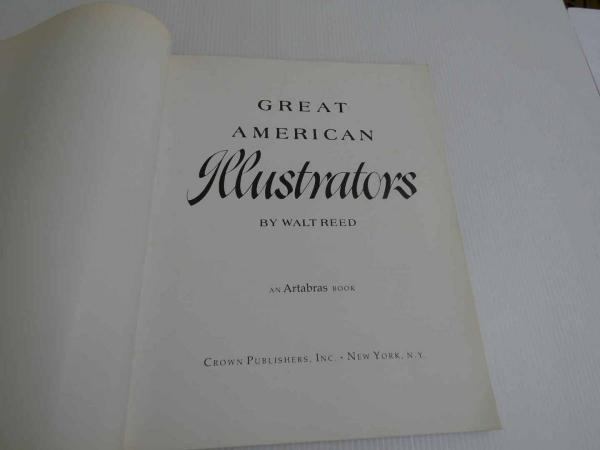 GREAT
AMERICAN
Illustrators
BY WALT REED
AN Artabras BOOK
CROWN PUBLISHERS, INC. • NEW YORK, N.Y.